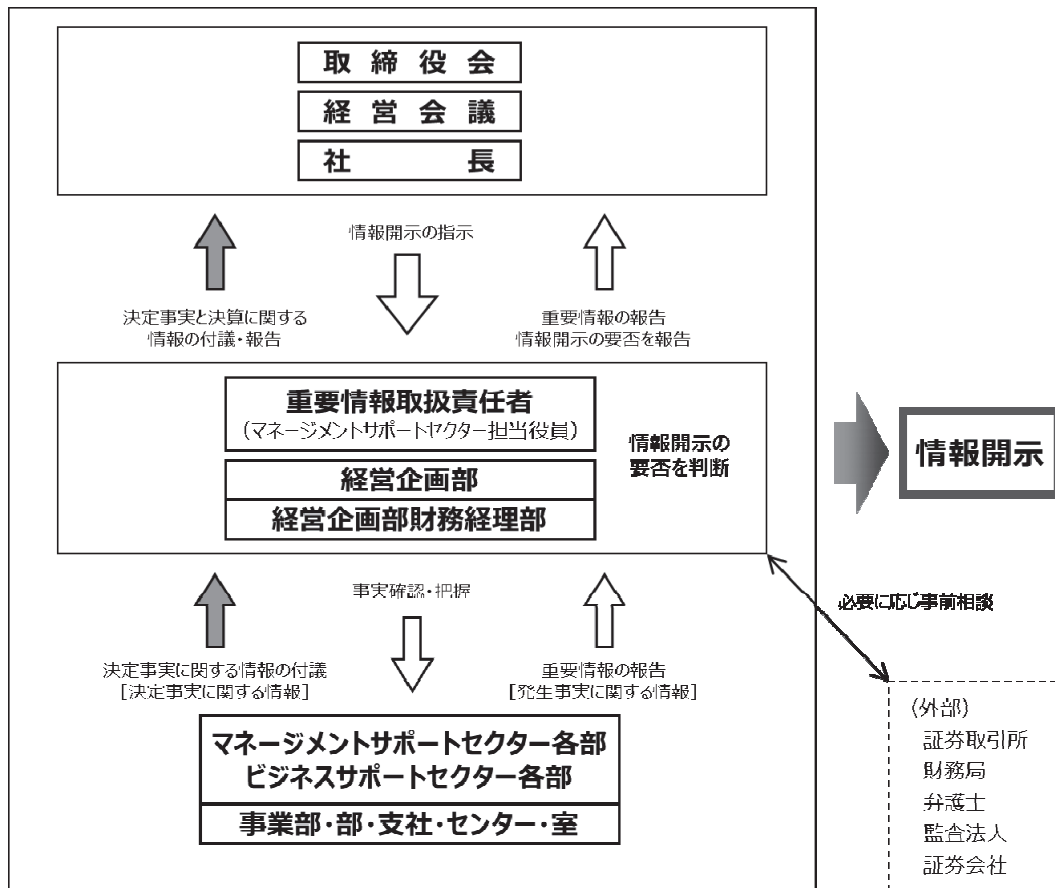 取締役会
経営会議
社長
情報開示の指示
決定事実と決算に関する
情報の付議・報告
重要情報の報告
情報開示の要否を報告
重要情報取扱責任者
(マネージメントサポートセクター担当役員)
経営企画部
経営企画部財務経理部
情報開示の
要否を判断
情報開示
事実確認・把握
必要に応じ事前相談
決定事実に関する情報の付議
[決定事実に関する情報]
重要情報の報告
[発生事実に関する情報]
マネージメントサポートセクター各部
ビジネスサポートセクター各部
事業部・部・支社・センター・室
(外部)
証券取引所
財務局
弁護士
監査法人
証券会社